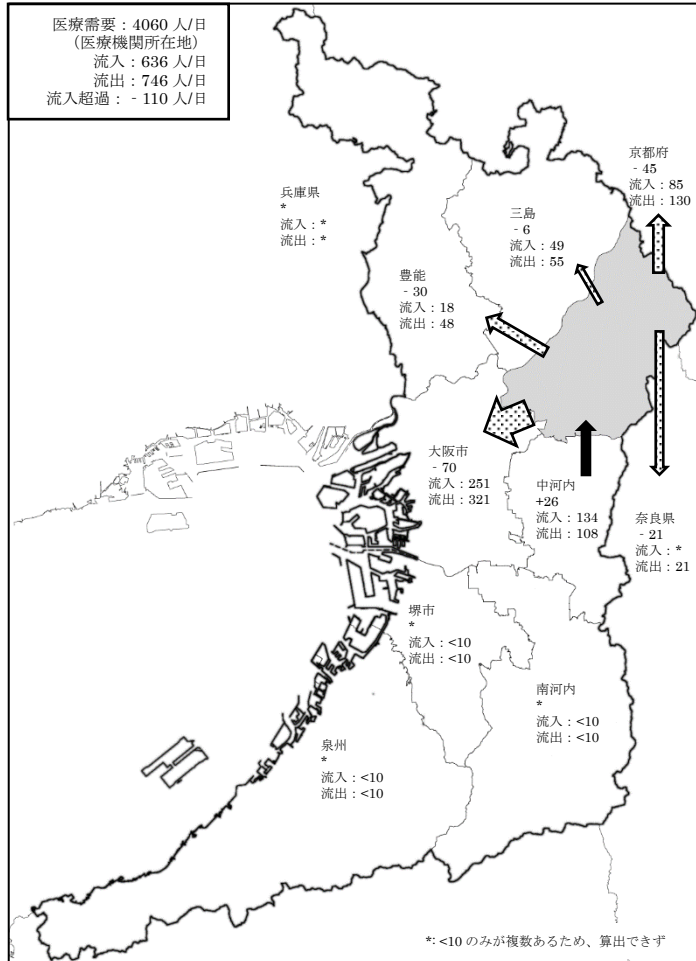 医療需要：4060 人/日
（医療機関所在地）
流入：636 人/日
流出：746 人/日
流入超過：- 110 人/日
京都府
- 45
流入：85
流出：130
兵庫県
*
流入：*
流出：*
三島
- 6
流入：49
流出：55
豊能
- 30
流入：18
流出：48
大阪市
- 70
流入：251
流出：321
中河内
+26
流入：134
流出：108
奈良県
- 21
流入：*
流出：21
堺市
*
流入：<10
流出：<10
南河内
*
流入：<10
流出：<10
泉州
*
流入：<10
流出：<10
*: <10 のみが複数あるため、算出できず